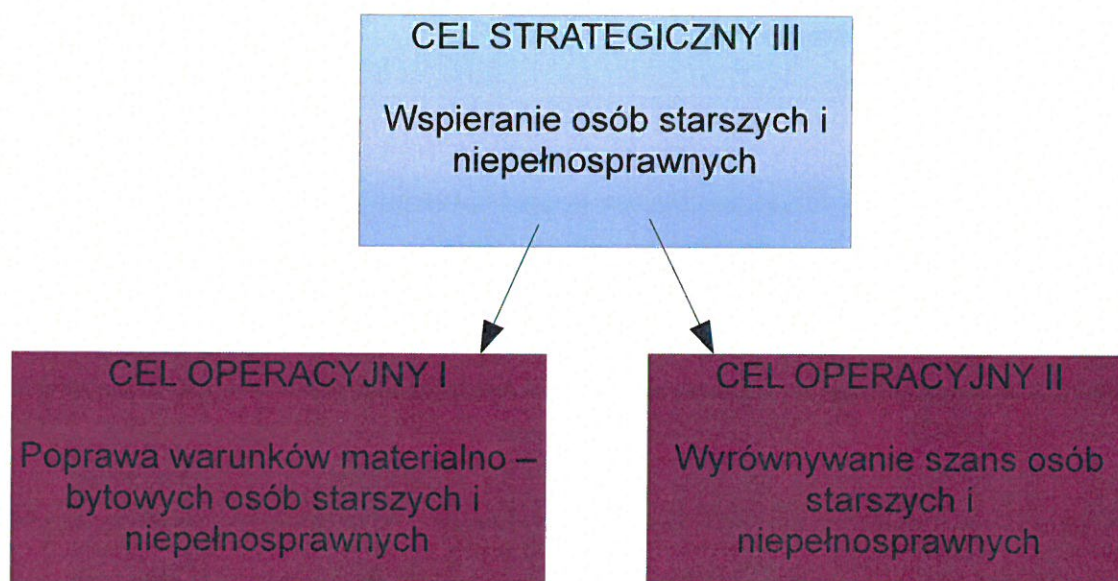 CEL STRATEGICZNY III
Wspieranie osób starszych i
niepełnosprawnych
CEL OPERACYJNY I
Poprawa warunków materialno –
bytowych osób starszych i
niepełnosprawnych
CEL OPERACYJNY II
Wyrównywanie szans osób
starszych i
niepełnosprawnych